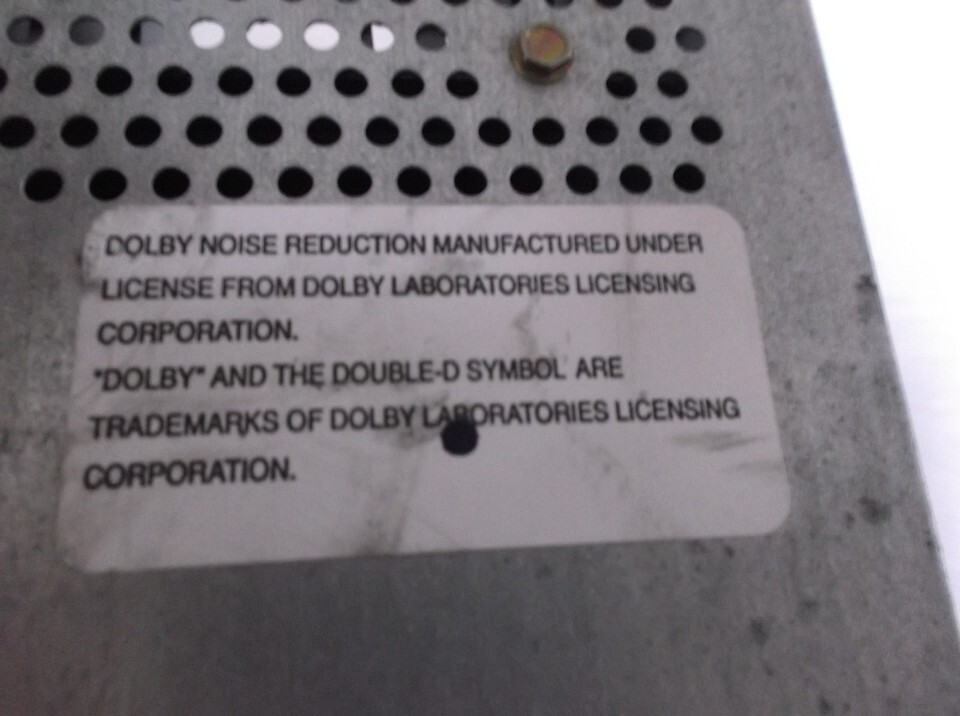 DOLBY NOISE REDUCTION MANUFACTURED UNDER
LICENSE FROM DOLBY LABORATORIES LICENSING
CORPORATION.
"DOLBY" AND THE DOUBLE-D SYMBOL ARE
TRADEMARKS OF DOLBY LABORATORIES LICENSING
CORPORATION.